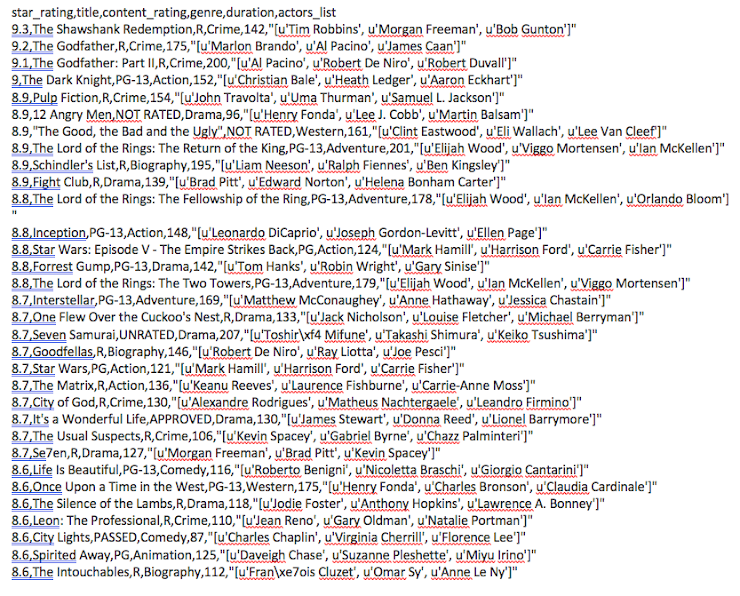 star_rating,title,content_rating,genre,duration,actors_list
9.3,The Shawshank Redemption,R,Crime,142,"[u'Tim Robbins', u'Morgan Freeman', u'Bob Gunton']"
9.2,The Godfather,R,Crime,175,"[u'Marlon Brando', u'Al Pacino', u'James Caan']"
9.1,The Godfather: Part II,R,Crime,200,"[u'Al Pacino', u'Robert De Niro', u'Robert Duvall']"
9,The Dark Knight,PG-13,Action,152,"[u'Christian Bale', u'Heath Ledger', u'Aaron Eckhart']"
8.9,Pulp Fiction,R,Crime,154,"[u'John Travolta', u'Uma Thurman', u'Samuel L. Jackson']"
8.9,12 Angry Men,NOT RATED,Drama,96,"[u'Henry Fonda', u'Lee J. Cobb', u'Martin Balsam']"
8.9,"The Good, the Bad and the Ugly",NOT RATED,Western,161,"[u'Clint Eastwood', u'Eli Wallach', u'Lee Van Cleef']"
8.9,The Lord of the Rings: The Return of the King,PG-13,Adventure,201,"[u'Elijah Wood', u'Viggo Mortensen', u'Ian McKellen']"
8.9,Schindler's List,R,Biography,195,"[u'Liam Neeson', u'Ralph Fiennes', u'Ben Kingsley']"
8.9,Fight Club,R,Drama,139,"[u'Brad Pitt', u'Edward Norton', u'Helena Bonham Carter']"
8.8,The Lord of the Rings: The Fellowship of the Ring,PG-13,Adventure,178,"[u'Elijah Wood', u'Ian McKellen', u'Orlando Bloom']
"
8.8,Inception,PG-13,Action,148,"[u'Leonardo DiCaprio', u'Joseph Gordon-Levitt', u'Ellen Page']"
8.8,Star Wars: Episode V - The Empire Strikes Back,PG,Action,124,"[u'Mark Hamill', u'Harrison Ford', u'Carrie Fisher']"
8.8,Forrest Gump,PG-13,Drama,142,"[u'Tom Hanks', u'Robin Wright', u'Gary Sinise']"
8.8,The Lord of the Rings: The Two Towers,PG-13,Adventure,179,"[u'Elijah Wood', u'Ian McKellen', u'Viggo Mortensen']"
8.7,Interstellar,PG-13,Adventure,169,"[u'Matthew McConaughey', u'Anne Hathaway', u'Jessica Chastain']"
8.7,One Flew Over the Cuckoo's Nest,R,Drama,133,"[u'Jack Nicholson', u'Louise Fletcher', u'Michael Berryman']"
8.7,Seven Samurai,UNRATED,Drama,207,"[u'Toshir\xf4 Mifune', u'Takashi Shimura', u'Keiko Tsushima']"
8.7,Goodfellas,R,Biography,146,"[u'Robert De Niro', u'Ray Liotta', u'Joe Pesci']"
8.7,Star Wars,PG,Action,121,"[u'Mark Hamill', u'Harrison Ford', u'Carrie Fisher']"
8.7,The Matrix,R,Action,136,"[u'Keanu Reeves', u'Laurence Fishburne', u'Carrie-Anne Moss']"
8.7,City of God,R,Crime,130,"[u'Alexandre Rodrigues', u'Matheus Nachtergaele', u'Leandro Firmino']"
8.7,It's a Wonderful Life,APPROVED,Drama,130,"[u'James Stewart', u'Donna Reed', u'Lionel Barrymore']"
8.7,The Usual Suspects,R,Crime,106,"[u'Kevin Spacey', u'Gabriel Byrne', u'Chazz Palminteri']"
8.7,Se7en,R,Drama,127,"[u'Morgan Freeman', u'Brad Pitt', u'Kevin Spacey']"
8.6,Life Is Beautiful,PG-13,Comedy,116,"[u'Roberto Benigni', u'Nicoletta Braschi', u'Giorgio Cantarini']"
8.6,Once Upon a Time in the West,PG-13,Western,175,"[u'Henry Fonda', u'Charles Bronson', u'Claudia Cardinale']"
8.6,The Silence of the Lambs,R,Drama,118,"[u'Jodie Foster', u'Anthony Hopkins', u'Lawrence A. Bonney']"
8.6,Leon: The Professional,R,Crime,110,"[u'Jean Reno', u'Gary Oldman', u'Natalie Portman']"
8.6,City Lights,PASSED,Comedy,87,"[u'Charles Chaplin', u'Virginia Cherrill', u'Florence Lee']"
8.6,Spirited Away,PG,Animation,125,"[u'Daveigh Chase', u'Suzanne Pleshette', u'Miyu Irino']"
8.6,The Intouchables,R,Biography,112,"[u'Fran\xe7ois Cluzet', u'Omar Sy', u'Anne Le Ny']"